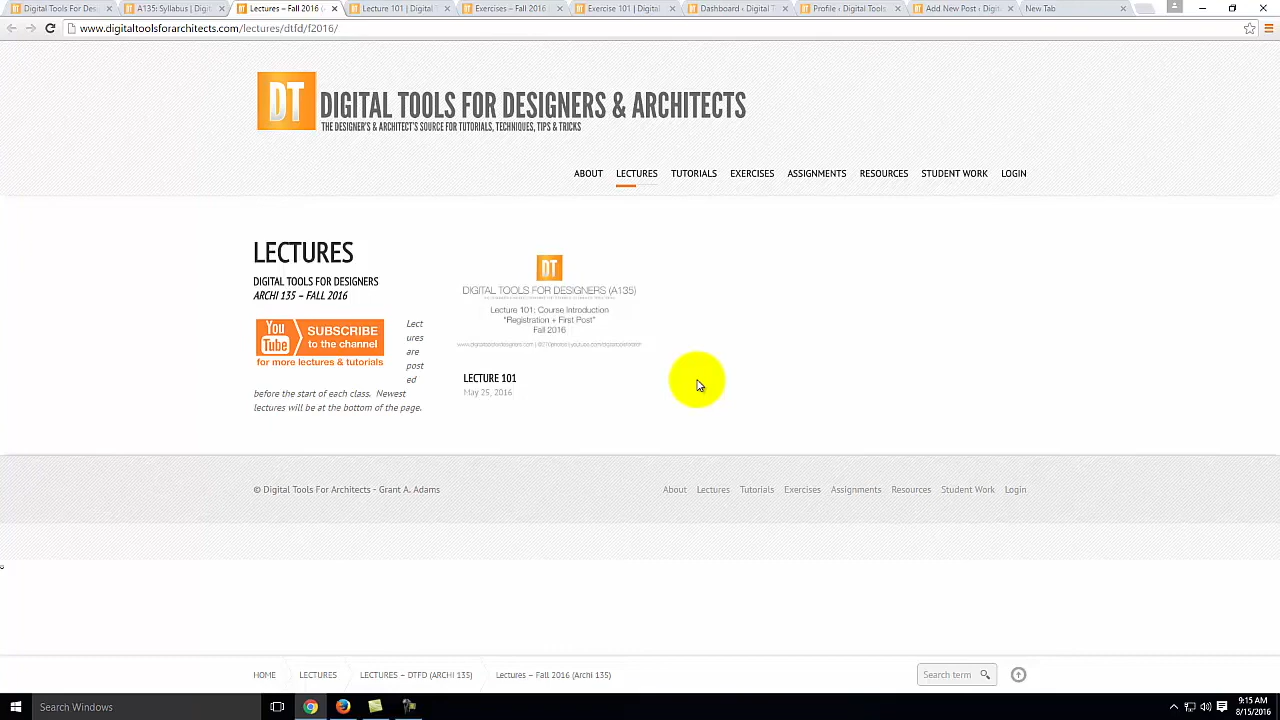 Digital Tools For Des
A135: Syllabus | Digit
Lectures – Fall 2016 (
Lecture 101 | Digital
Exercises – Fall 2016
Exercise 101 | Digital
Dashboard ‹ Digital T
Profile ‹ Digital Tools
Add New Post ‹ Digit
New Tab
www.digitaltoolsforarchitects.com/lectures/dtfd/f2016/
DT
DIGITAL TOOLS FOR DESIGNERS & ARCHITECTS
THE DESIGNER'S & ARCHITECT'S SOURCE FOR TUTORIALS, TECHNIQUES, TIPS & TRICKS
ABOUT LECTURES TUTORIALS EXERCISES ASSIGNMENTS RESOURCES STUDENT WORK LOGIN
LECTURES
DIGITAL TOOLS FOR DESIGNERS
ARCHI 135 – FALL 2016
You Tube SUBSCRIBE to the channel
for more lectures & tutorials
Lect
ures
are
post
ed
before the start of each class. Newest
lectures will be at the bottom of the page.
DT
DIGITAL TOOLS FOR DESIGNERS (A135)
Lecture 101: Course Introduction
"Registration + First Post"
Fall 2016
LECTURE 101
May 25, 2016
© Digital Tools For Architects - Grant A. Adams
About Lectures Tutorials Exercises Assignments Resources Student Work Login
HOME LECTURES LECTURES – DTFD (ARCHI 135) Lectures – Fall 2016 (Archi 135)
Search term
Search Windows
9:15 AM
8/15/2016